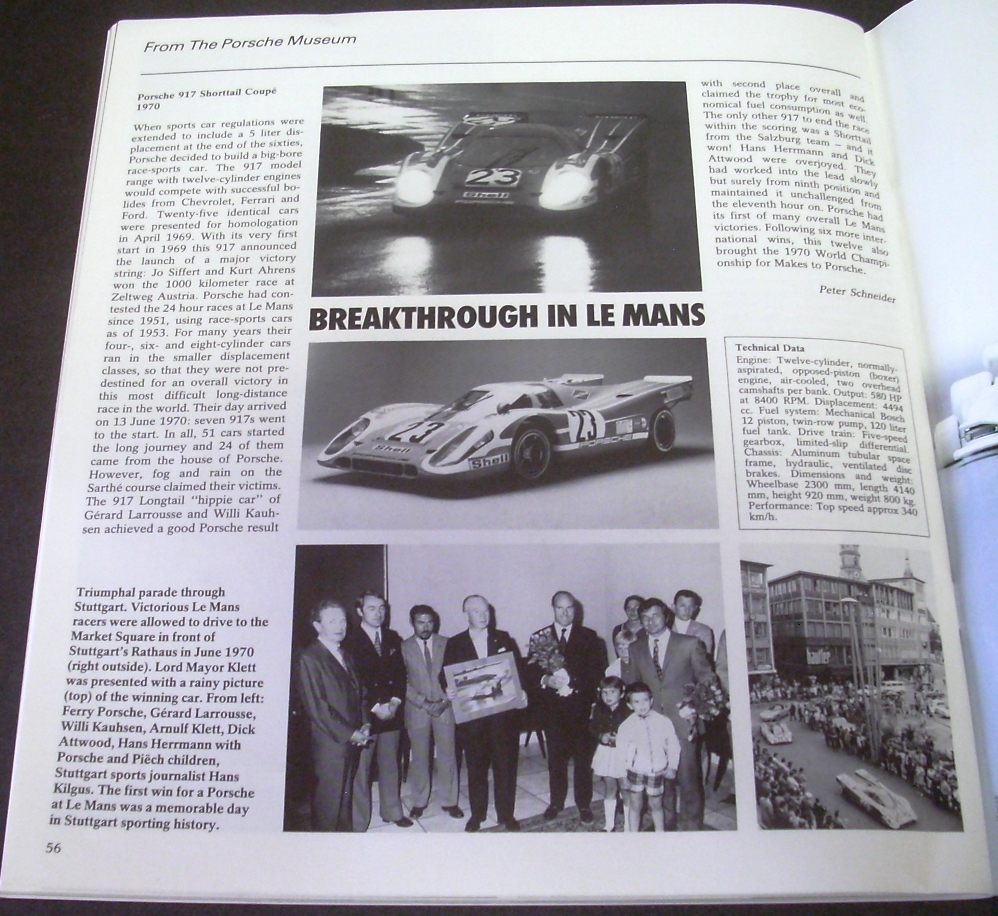 From The Porsche Museum
Porsche 917 Shorttail Coupé
1970
When sports car regulations were
extended to include a 5 liter dis-
placement at the end of the sixties,
Porsche decided to build a big-bore
race-sports car. The 917 model
range with twelve-cylinder engines
would compete with successful bo-
lides from Chevrolet, Ferrari and
Ford. Twenty-five identical cars
were presented for homologation
in April 1969. With its very first
start in 1969 this 917 announced
the launch of a major victory
string: Jo Siffert and Kurt Ahrens
won the 1000 kilometer race at
Zeltweg Austria. Porsche had con-
tested the 24 hour races at Le Mans
since 1951, using race-sports cars
as of 1953. For many years their
four-, six- and eight-cylinder cars
ran in the smaller displacement
classes, so that they were not pre-
destined for an overall victory in
this most difficult long-distance
race in the world. Their day arrived
on 13 June 1970: seven 917s went
to the start. In all, 51 cars started
the long journey and 24 of them
came from the house of Porsche.
However, fog and rain on the
Sarthé course claimed their victims.
The 917 Longtail "hippie car" of
Gérard Larrousse and Willi Kauh-
sen achieved a good Porsche result
with second place overall and
claimed the trophy for most eco-
nomical fuel consumption as well.
The only other 917 to end the race
within the scoring was a Shorttail
from the Salzburg team – and it
won! Hans Herrmann and Dick
Attwood were overjoyed. They
had worked into the lead slowly
but surely from ninth position and
maintained it unchallenged from
the eleventh hour on. Porsche had
its first of many overall Le Mans
victories. Following six more inter-
national wins, this twelve also
brought the 1970 World Champi-
onship for Makes to Porsche.
Peter Schneider
23
Shell
BREAKTHROUGH IN LE MANS
23
Shell
Shell
23
PORSCHE
Technical Data
Engine: Twelve-cylinder, normally-
aspirated, opposed-piston (boxer)
engine, air-cooled, two overhead
camshafts per bank. Output: 580 HP
at 8400 RPM. Displacement: 4494
cc. Fuel system: Mechanical Bosch
12 piston, twin-row pump, 120 liter
fuel tank. Drive train: Five-speed
gearbox, limited-slip differential.
Chassis: Aluminum tubular space
frame, hydraulic, ventilated disc
brakes. Dimensions and weight:
Wheelbase 2300 mm, length 4140
mm, height 920 mm, weight 800 kg.
Performance: Top speed approx 340
km/h.
Triumphal parade through
Stuttgart. Victorious Le Mans
racers were allowed to drive to the
Market Square in front of
Stuttgart's Rathaus in June 1970
(right outside). Lord Mayor Klett
was presented with a rainy picture
(top) of the winning car. From left:
Ferry Porsche, Gérard Larrousse,
Willi Kauhsen, Arnulf Klett, Dick
Attwood, Hans Herrmann with
Porsche and Piëch children,
Stuttgart sports journalist Hans
Kilgus. The first win for a Porsche
at Le Mans was a memorable day
in Stuttgart sporting history.
56